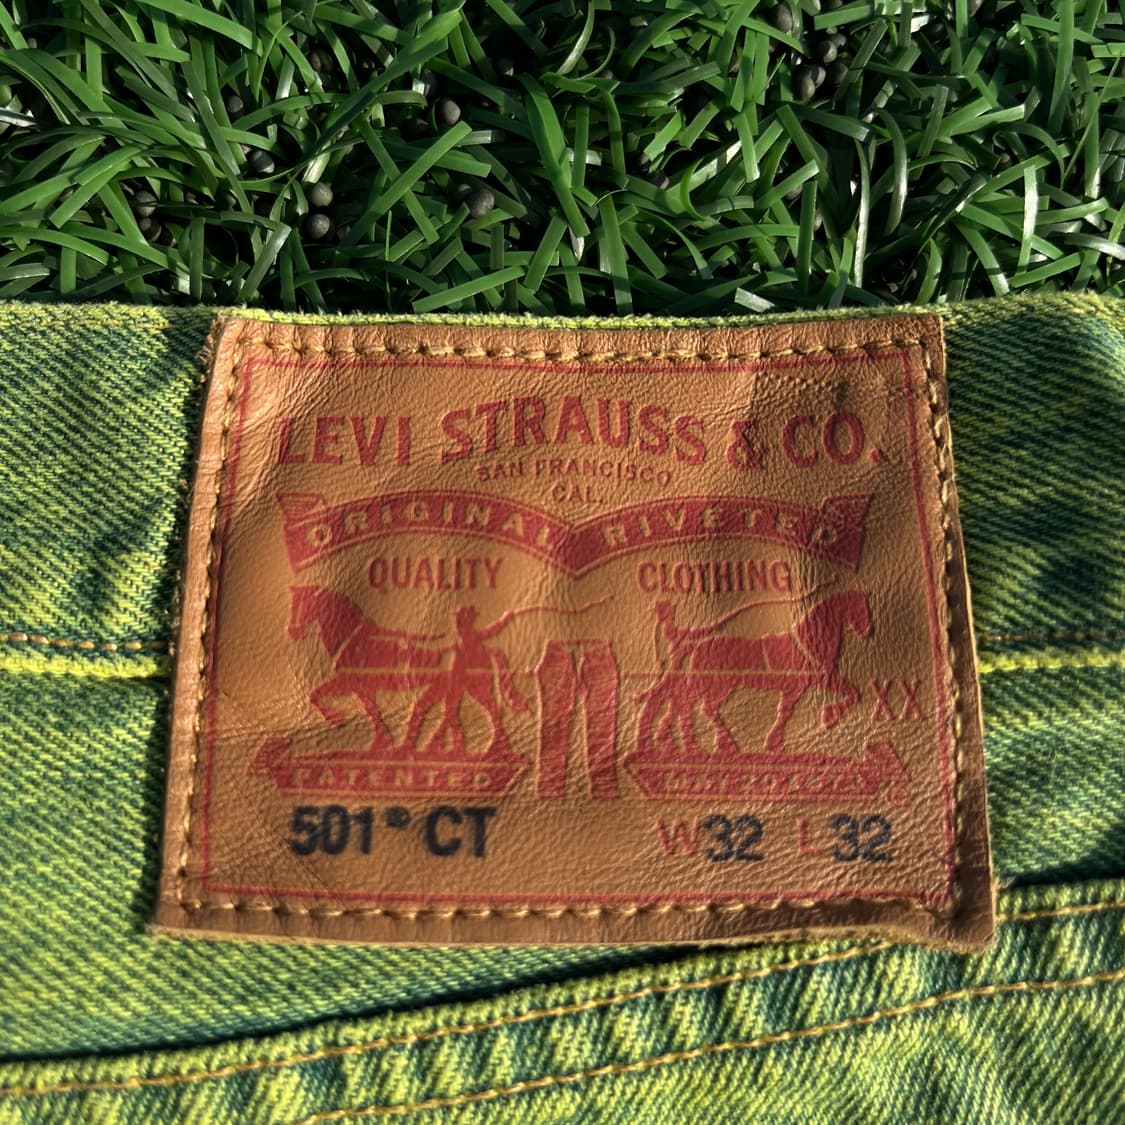 LEVI STRAUSS & CO.
SAN FRANCISCO
CAL.
ORIGINAL RIVETED
QUALITY CLOTHING
XX
PATENTED
501® CT W32 L32